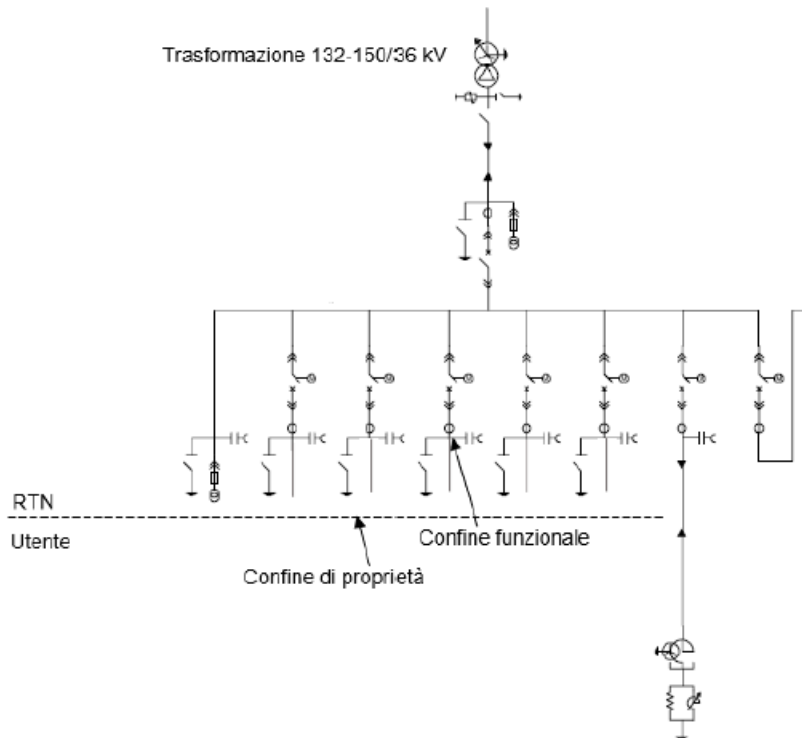 Trasformazione 132-150/36 kV
RTN
Utente
Confine funzionale
Confine di proprietà